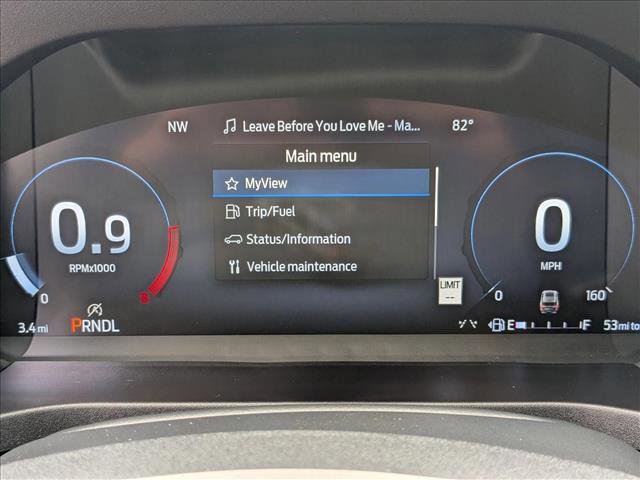 NW Leave Before You Love Me - Ma... 82°
Main menu
MyView
Trip/Fuel
Status/Information
Vehicle maintenance
0.9
RPMx1000
0
8
0
MPH
0
160
LIMIT
--
3.4 mi
PRNDL
E F
53 mi to